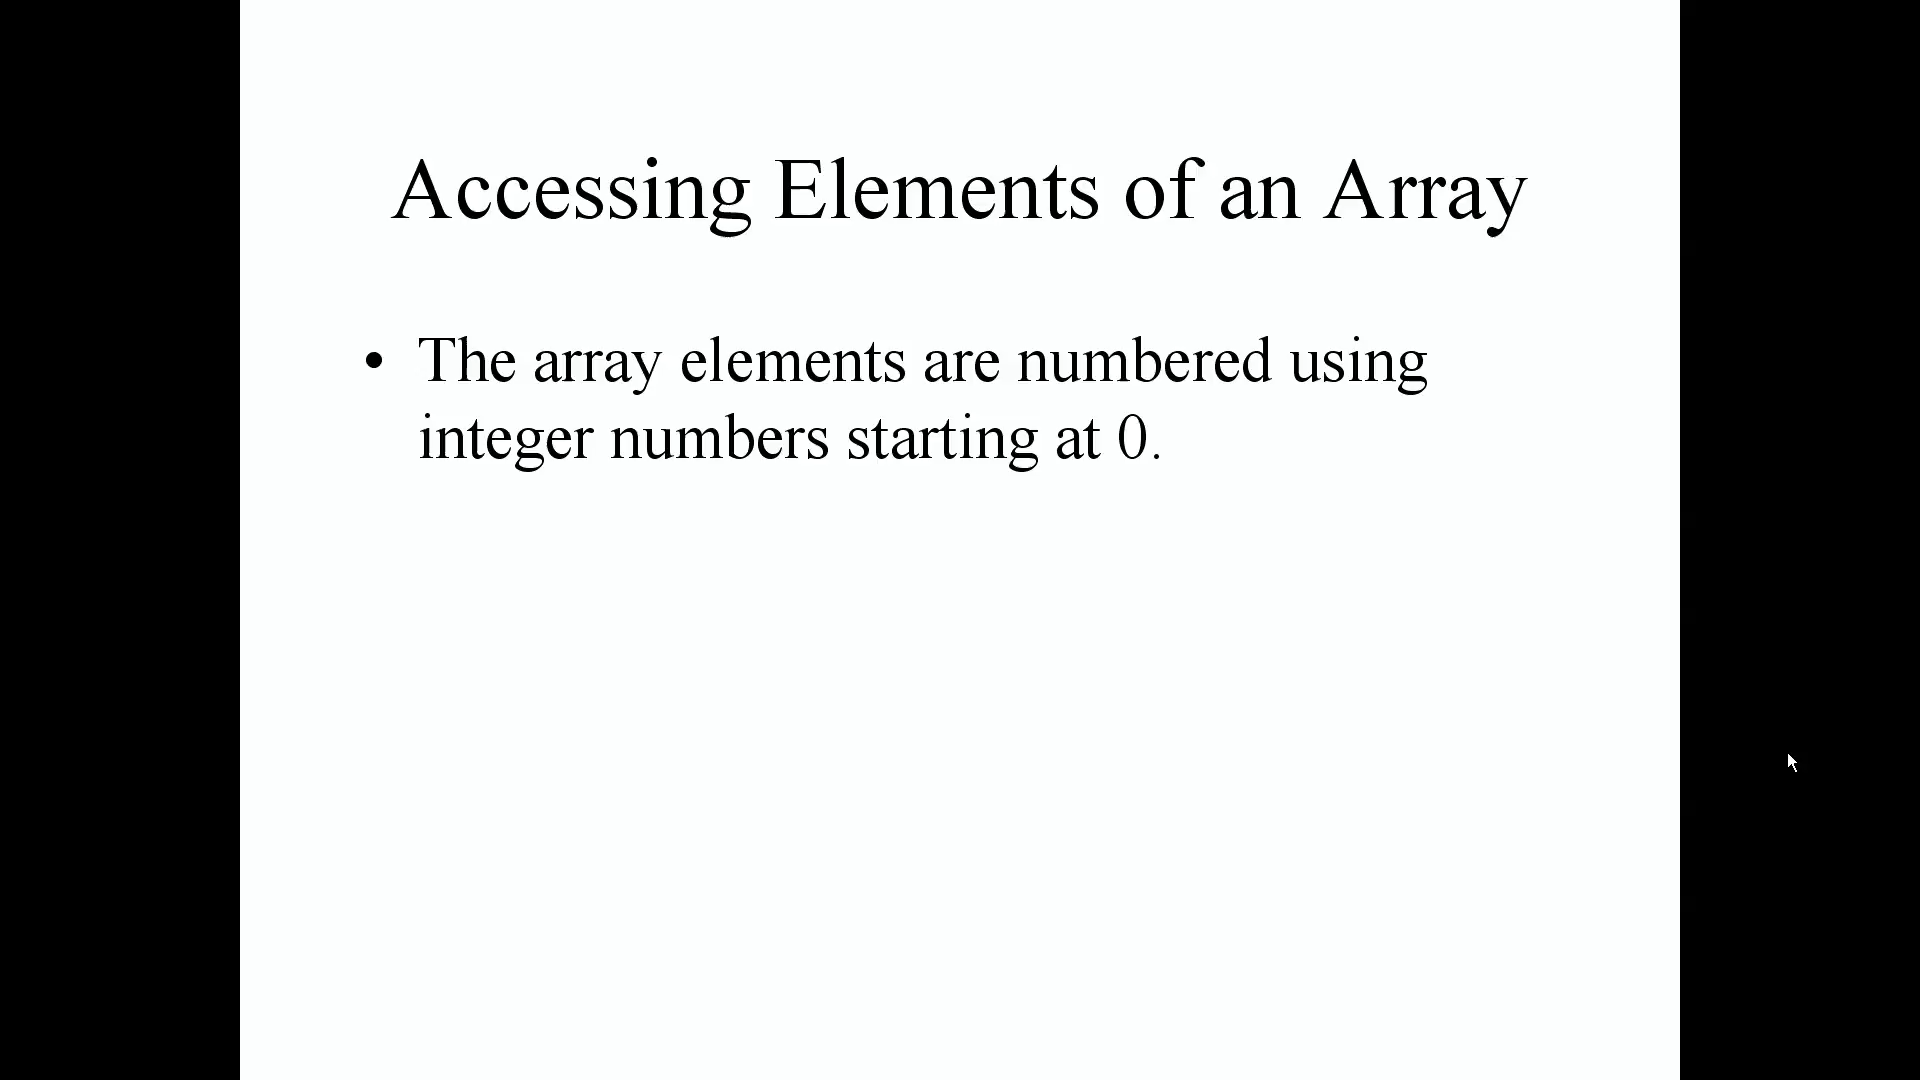 Accessing Elements of an Array
• The array elements are numbered using
integer numbers starting at 0.